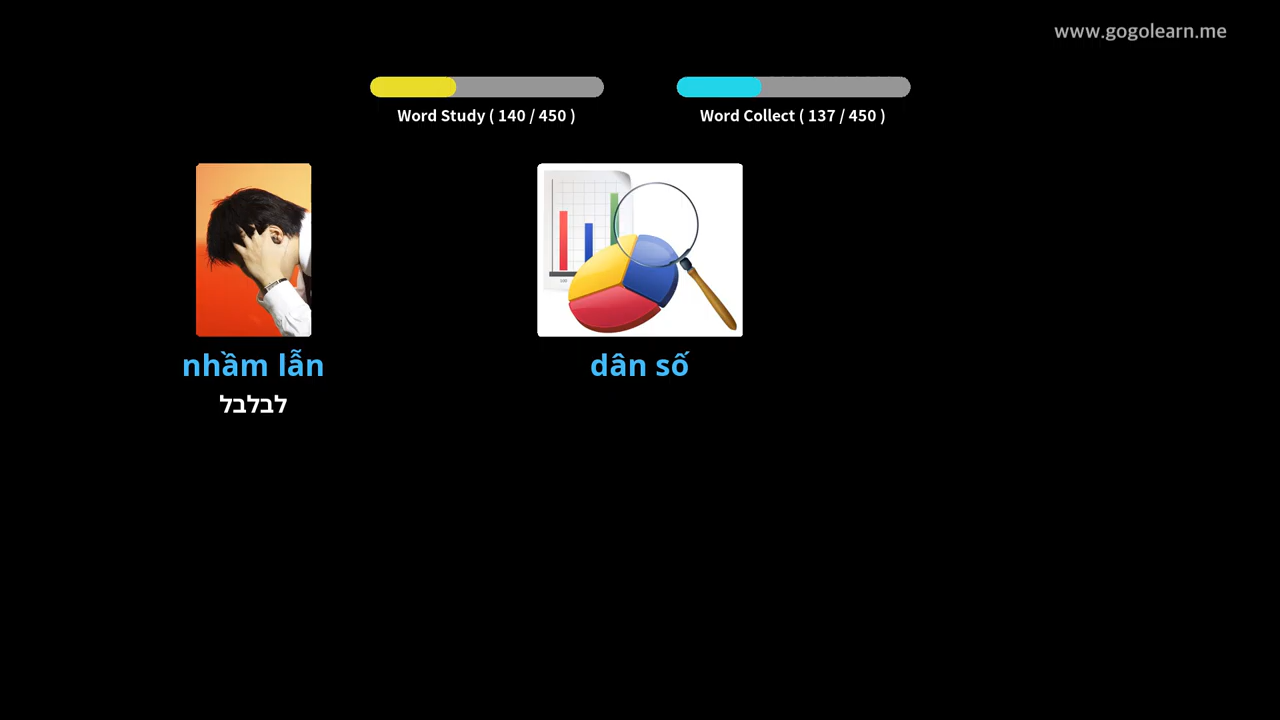 www.gogolearn.me
Word Study ( 140 / 450 )
Word Collect ( 137 / 450 )
nhầm lẫn
לבלבל
dân số